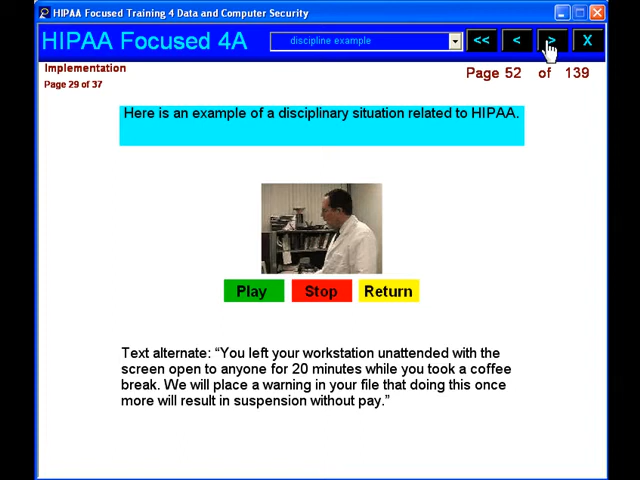 HIPAA Focused Training 4 Data and Computer Security
HIPAA Focused 4A
discipline example
<<
<
>
X
Implementation
Page 52 of 139
Page 29 of 37
Here is an example of a disciplinary situation related to HIPAA.
Play
Stop
Return
Text alternate: “You left your workstation unattended with the
screen open to anyone for 20 minutes while you took a coffee
break. We will place a warning in your file that doing this once
more will result in suspension without pay.”